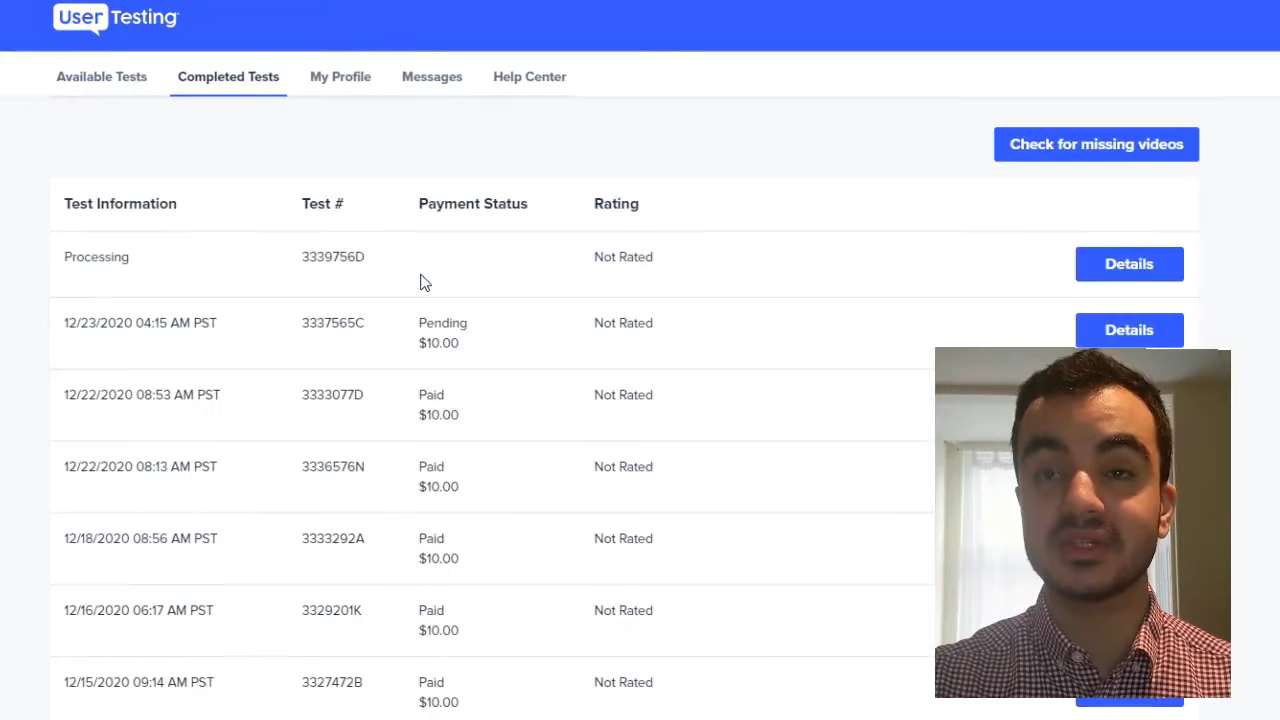 User Testing
Available Tests Completed Tests My Profile Messages Help Center
Check for missing videos
Test Information Test # Payment Status Rating
Processing 3339756D Not Rated Details
12/23/2020 04:15 AM PST 3337565C Pending Not Rated Details
$10.00
12/22/2020 08:53 AM PST 3333077D Paid Not Rated
$10.00
12/22/2020 08:13 AM PST 3336576N Paid Not Rated
$10.00
12/18/2020 08:56 AM PST 3333292A Paid Not Rated
$10.00
12/16/2020 06:17 AM PST 3329201K Paid Not Rated
$10.00
12/15/2020 09:14 AM PST 3327472B Paid Not Rated
$10.00